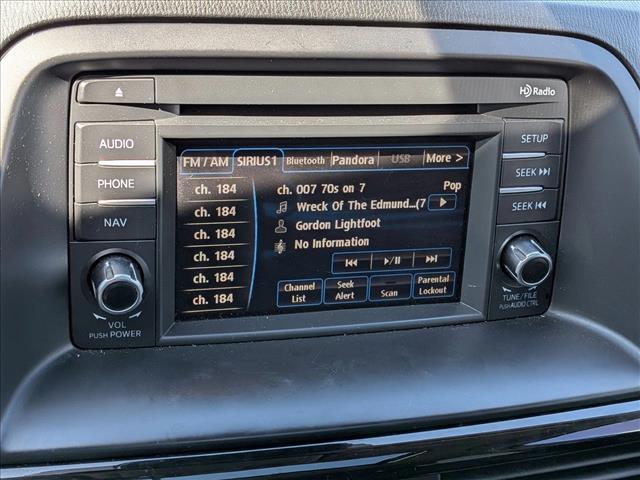 HD Radio
AUDIO
PHONE
NAV
VOL
PUSH POWER
FM / AM SIRIUS1 Bluetooth Pandora USB More >
ch. 184
ch. 184
ch. 184
ch. 184
ch. 184
ch. 184
ch. 007 70s on 7 Pop
Wreck Of The Edmund...(7
Gordon Lightfoot
No Information
Channel List
Seek Alert
Scan
Parental Lockout
SETUP
SEEK
SEEK
TUNE/FILE
PUSH AUDIO CTRL